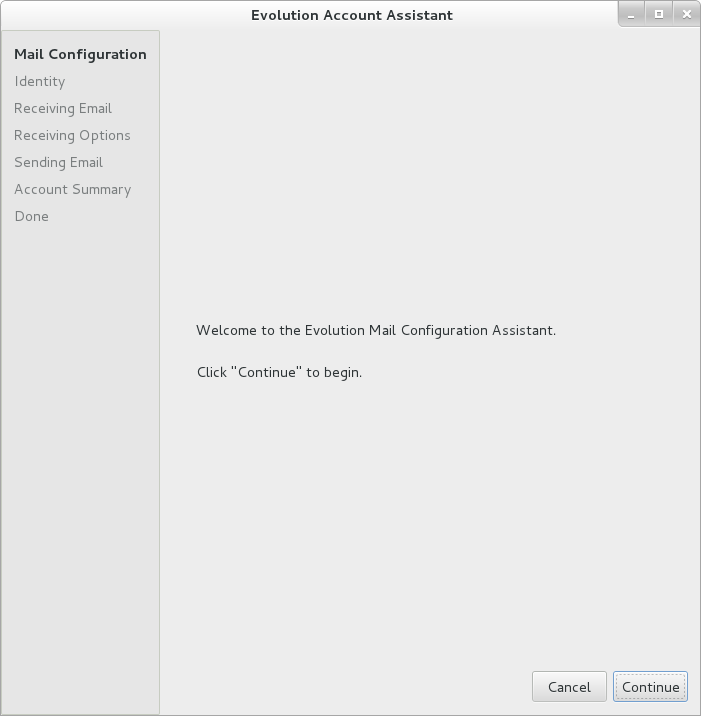 Evolution Account Assistant
Mail Configuration
Identity
Receiving Email
Receiving Options
Sending Email
Account Summary
Done
Welcome to the Evolution Mail Configuration Assistant.
Click "Continue" to begin.
Cancel
Continue